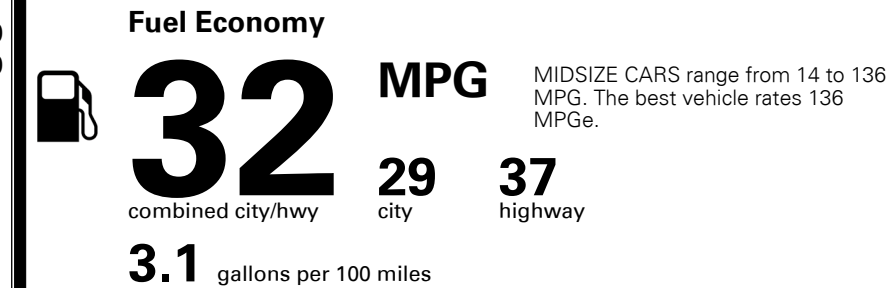 Fuel Economy
32
MPG
MIDSIZE CARS range from 14 to 136
MPG. The best vehicle rates 136
MPGe.
29
37
combined city/hwy
city
highway
3.1 gallons per 100 miles